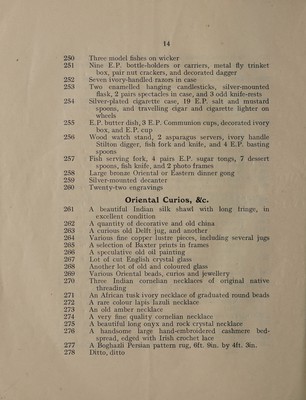 14
250 Three model fishes on wicker
251 Nine E.P. bottle-holders or carriers, metal fly trinket
box, pair nut crackers, and decorated dagger
252 Seven ivory-handled razors in case
253 Two enamelled hanging candlesticks, silver-mounted
flask, 2 pairs spectacles in case, and 3 odd knife-rests
254 Silver-plated cigarette case, 19 E.P. salt and mustard
spoons, and travelling cigar and cigarette lighter on
wheels
255 E.P. butter dish, 3 E.P. Communion cups, decorated ivory
box, and E.P. cup
256 Wood watch stand, 2 asparagus servers, ivory handle
Stilton digger, fish fork and knife, and 4 E.P. basting
spoons
257 Fish serving fork, 4 pairs E.P. sugar tongs, 7 dessert
spoons, fish knife, and 2 photo frames
258 Large bronze Oriental or Eastern dinner gong
259 Silver-mounted decanter
260 Twenty-two engravings
Oriental Curios, &c.
261 A beautiful Indian silk shawl with long fringe, in
excellent condition
262 A quantity of decorative and old china
263 A curious old Delft jug, and another
264 Various fine copper lustre pieces, including several jugs
265 A selection of Baxter prints in frames
266 A speculative old oil painting
267 Lot of cut English crystal glass
268 Another lot of old and coloured glass
269 Various Oriental beads, curios and jewellery
270 Three Indian cornelian necklaces of original native
threading
271 An African tusk ivory necklace of graduated round beads
272 A rare colour lapis lazuli necklace
273 An old amber necklace
274 A very fine quality cornelian necklace
275 A beautiful long onyx and rock crystal necklace
276 A handsome large hand-embroidered cashmere bed-
spread, edged with Irish crochet lace
277 A Boghazli Persian pattern rug, 6ft. 9in. by 4ft. 3in.
278 Ditto, ditto